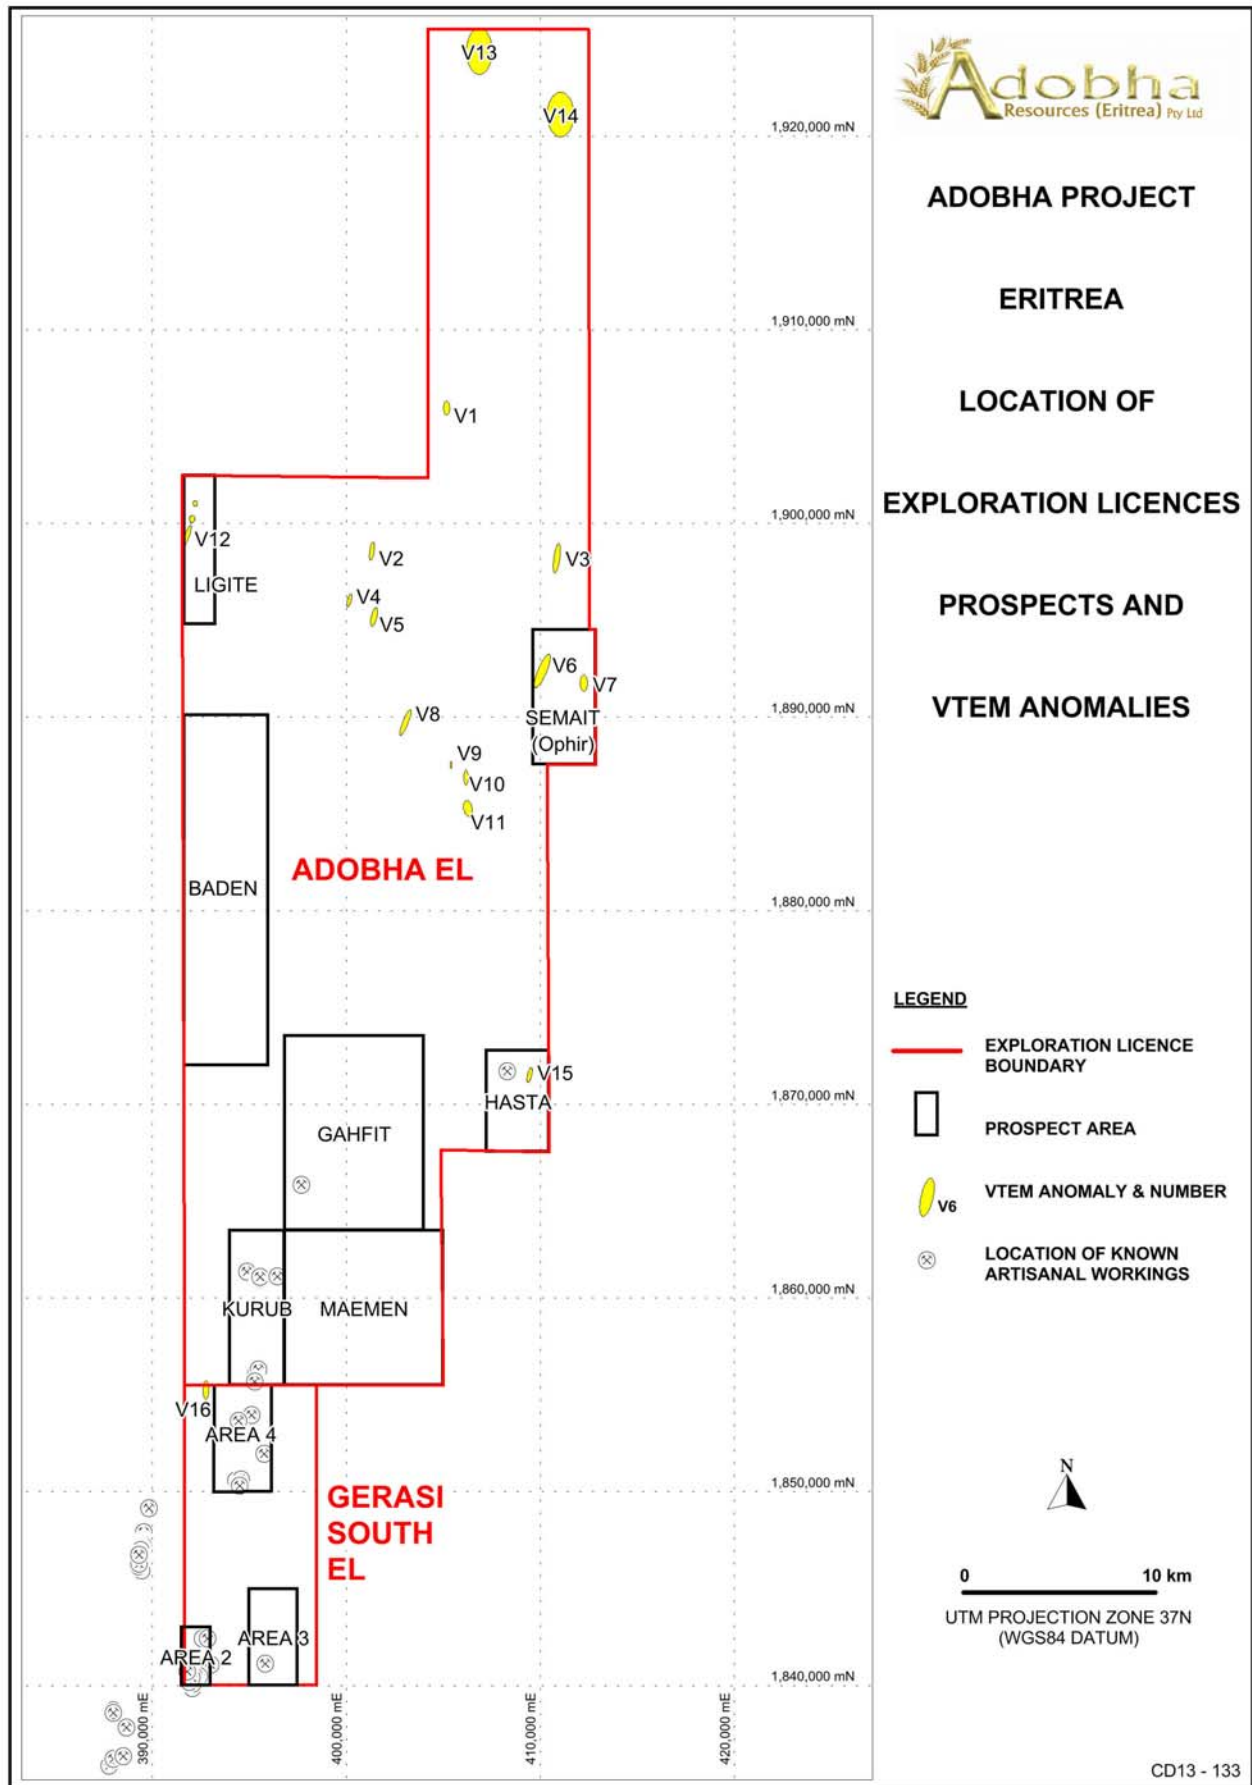 V13
V14
1,920,000 mN
1,910,000 mN
V1
1,900,000 mN
V12
V2
V3
LIGITE
V4
V5
V6
V7
1,890,000 mN
V8
SEMAIT
(Ophir)
V9
V10
V11
ADOBHA EL
BADEN
1,880,000 mN
V15
HASTA
1,870,000 mN
GAHFIT
1,860,000 mN
KURUB
MAEMEN
V16
AREA 4
1,850,000 mN
GERASI
SOUTH
EL
AREA 3
AREA 2
1,840,000 mN
390,000 mE
400,000 mE
410,000 mE
420,000 mE
Adobha
Resources (Eritrea) Pty Ltd
ADOBHA PROJECT
ERITREA
LOCATION OF
EXPLORATION LICENCES
PROSPECTS AND
VTEM ANOMALIES
LEGEND
EXPLORATION LICENCE
BOUNDARY
PROSPECT AREA
V6
VTEM ANOMALY & NUMBER
LOCATION OF KNOWN
ARTISANAL WORKINGS
N
0 10 km
UTM PROJECTION ZONE 37N
(WGS84 DATUM)
CD13 - 133